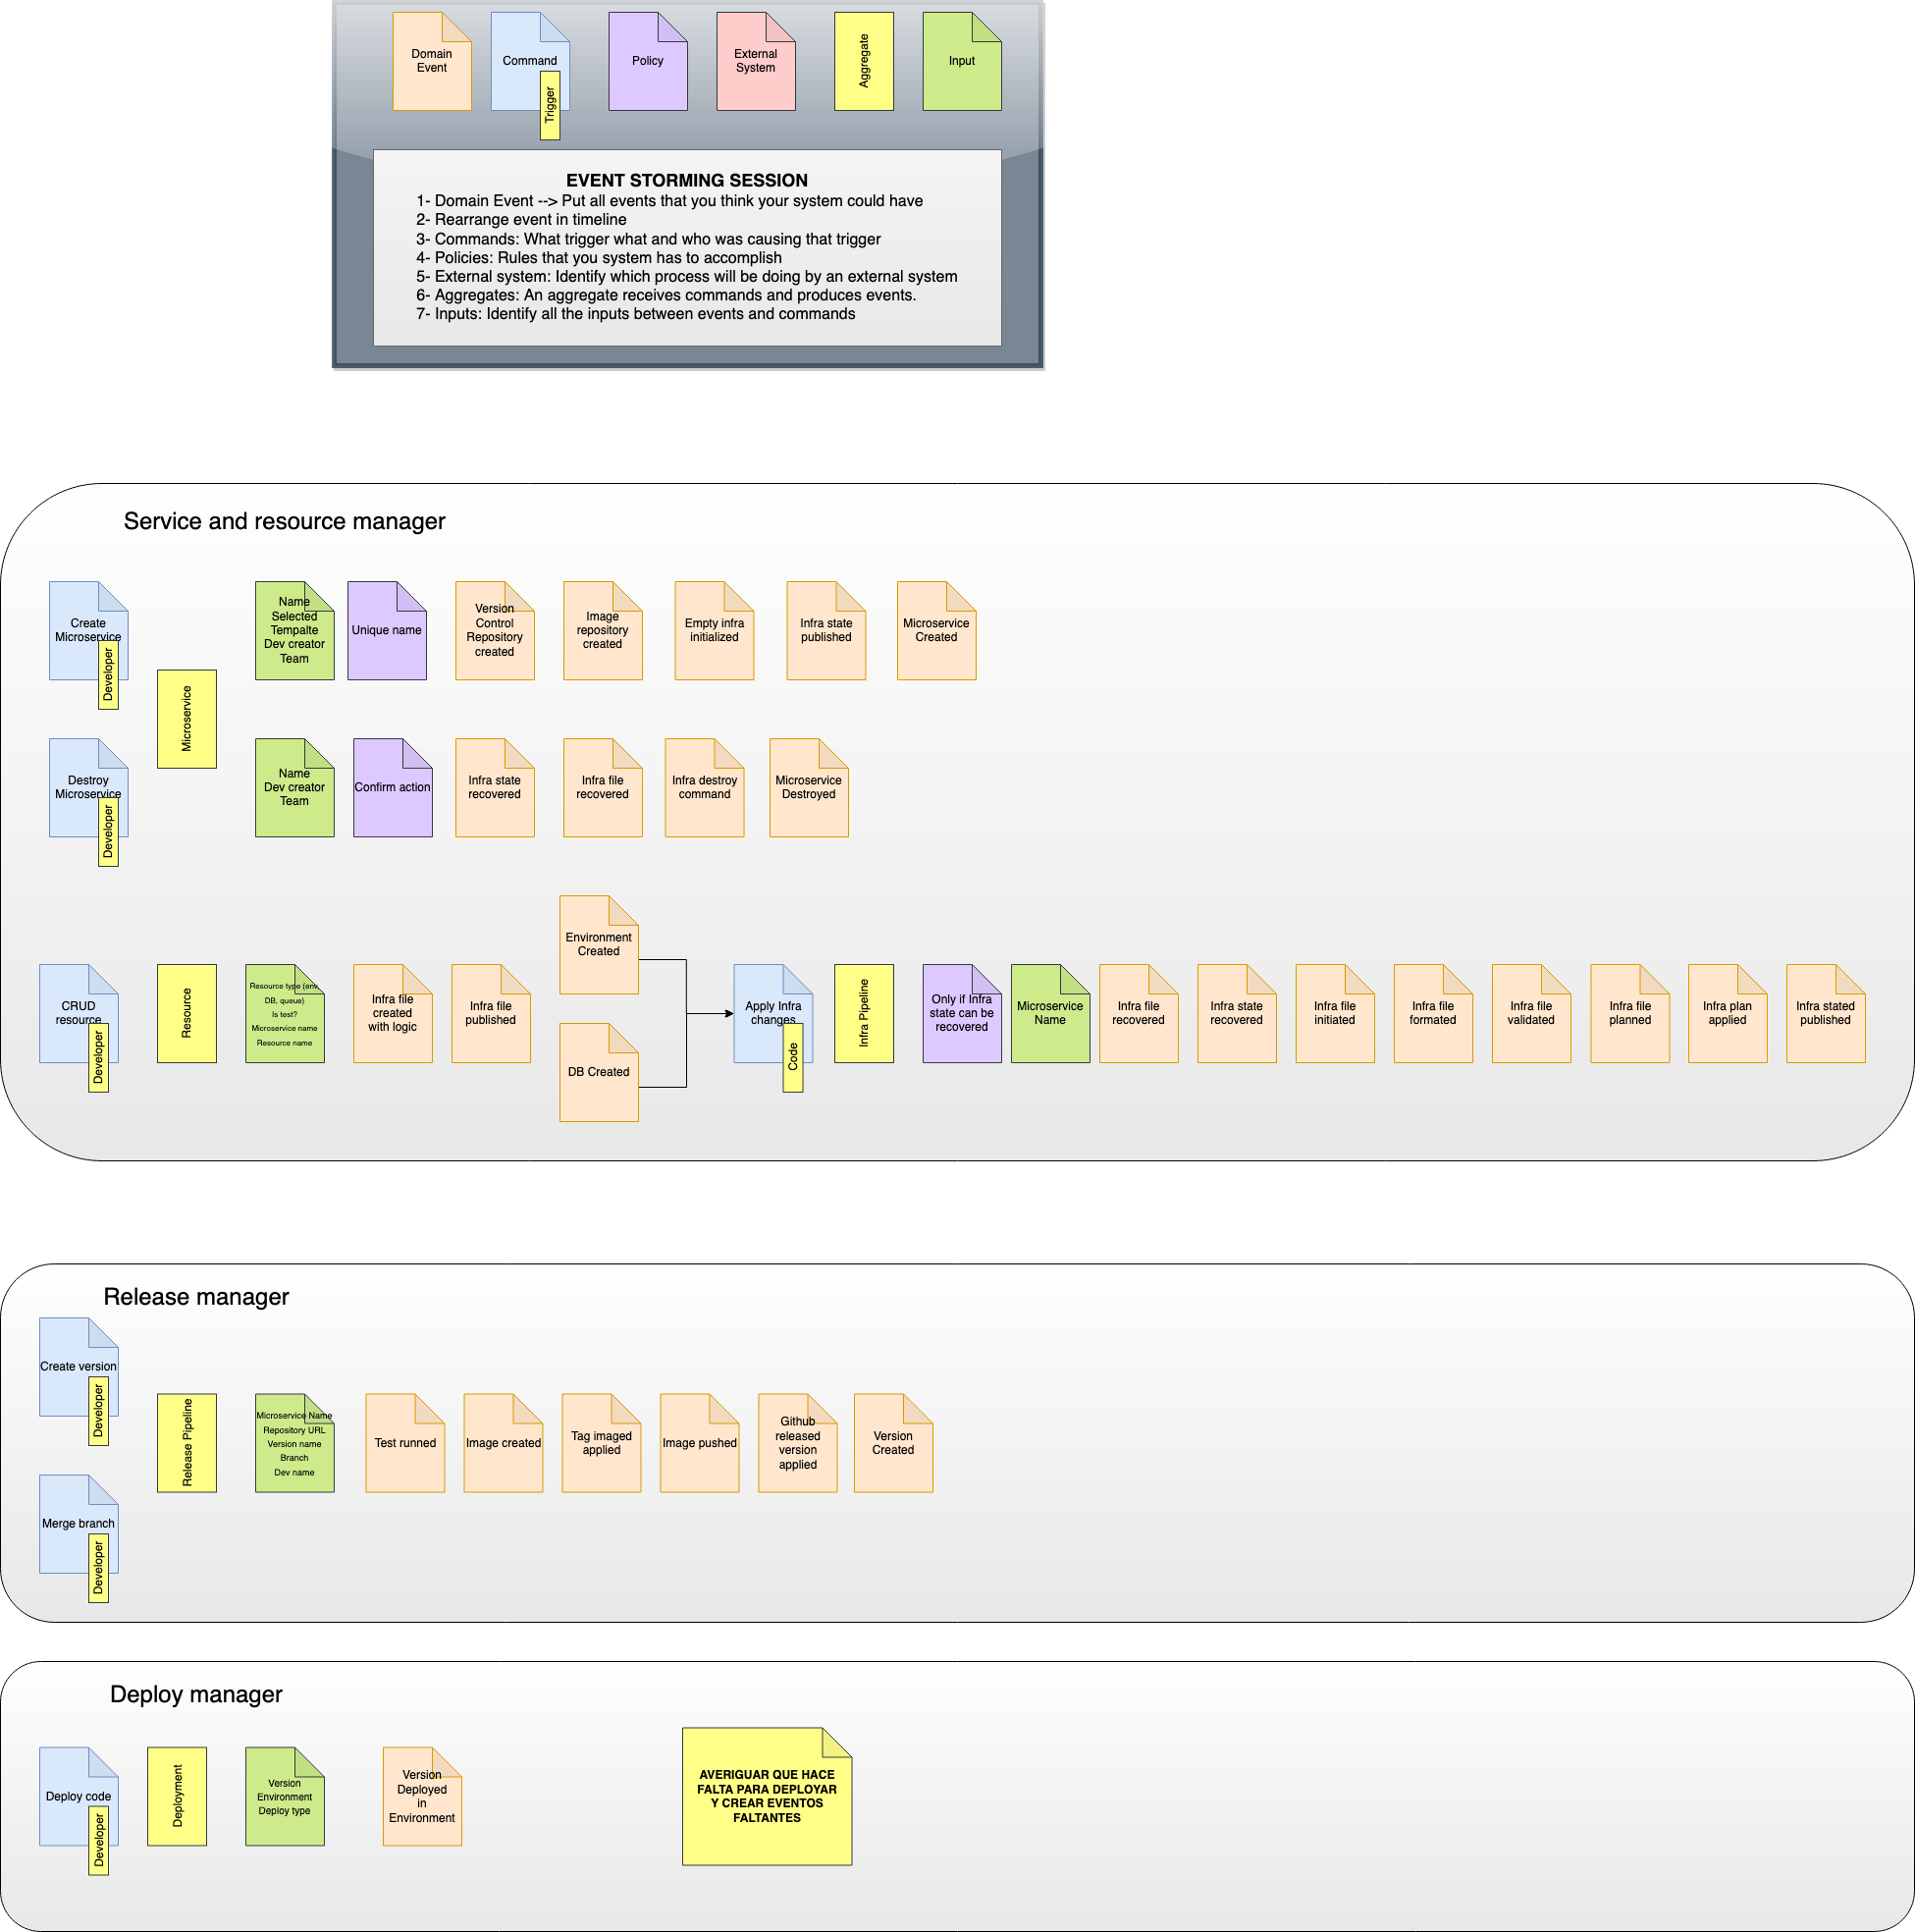 Domain
Event
Command
Trigger
Policy
External
System
Aggregate
Input
EVENT STORMING SESSION
1- Domain Event --> Put all events that you think your system could have
2- Rearrange event in timeline
3- Commands: What trigger what and who was causing that trigger
4- Policies: Rules that you system has to accomplish
5- External system: Identify which process will be doing by an external system
6- Aggregates: An aggregate receives commands and produces events.
7- Inputs: Identify all the inputs between events and commands
Service and resource manager
Create
Microservice
Developer
Microservice
Name
Selected
Tempalte
Dev creator
Team
Unique name
Version
Control
Repository
created
Image
repository
created
Empty infra
initialized
Infra state
published
Microservice
Created
Destroy
Microservice
Developer
Name
Dev creator
Team
Confirm action
Infra state
recovered
Infra file
recovered
Infra destroy
command
Microservice
Destroyed
CRUD
resource
Developer
Resource
Resource type (env,
DB, queue)
Is test?
Microservice name
Resource name
Infra file
created
with logic
Infra file
published
Environment
Created
DB Created
Apply Infra
changes
Code
Infra Pipeline
Only if Infra
state can be
recovered
Microservice
Name
Infra file
recovered
Infra state
recovered
Infra file
initiated
Infra file
formated
Infra file
validated
Infra file
planned
Infra plan
applied
Infra stated
published
Release manager
Create version
Developer
Merge branch
Developer
Release Pipeline
Microservice Name
Repository URL
Version name
Branch
Dev name
Test runned
Image created
Tag imaged
applied
Image pushed
Github
released
version
applied
Version
Created
Deploy manager
Deploy code
Developer
Deployment
Version
Environment
Deploy type
Version
Deployed
in
Environment
AVERIGUAR QUE HACE
FALTA PARA DEPLOYAR
Y CREAR EVENTOS
FALTANTES